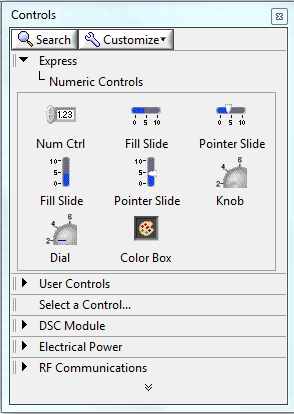 Controls
Search Customize
Express
Numeric Controls
1.23 0 5 10 0 5 10
Num Ctrl Fill Slide Pointer Slide
10- 5- 0- 10- 5- 0- 2 4 6
Fill Slide Pointer Slide Knob
2 4 6
Dial Color Box
User Controls
Select a Control...
DSC Module
Electrical Power
RF Communications